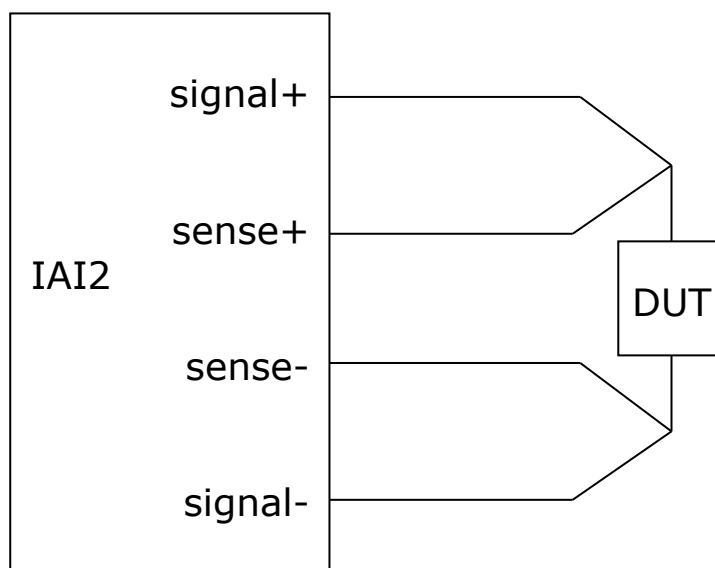 signal+
sense+
IAI2
DUT
sense-
signal-